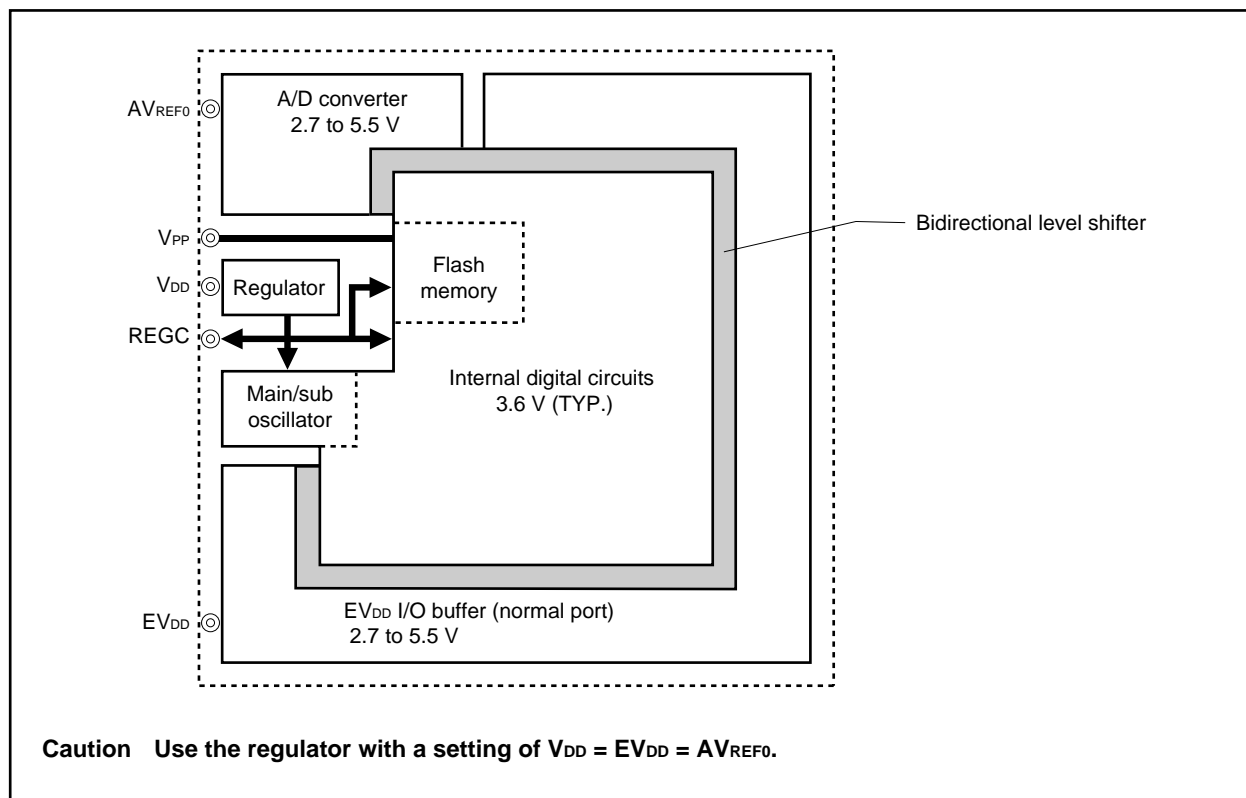 A/D converter
2.7 to 5.5 V
AVREF0
Bidirectional level shifter
VPP
Flash
memory
VDD
Regulator
REGC
Internal digital circuits
3.6 V (TYP.)
Main/sub
oscillator
EVDD I/O buffer (normal port)
2.7 to 5.5 V
EVDD
Caution Use the regulator with a setting of VDD = EVDD = AVREF0.